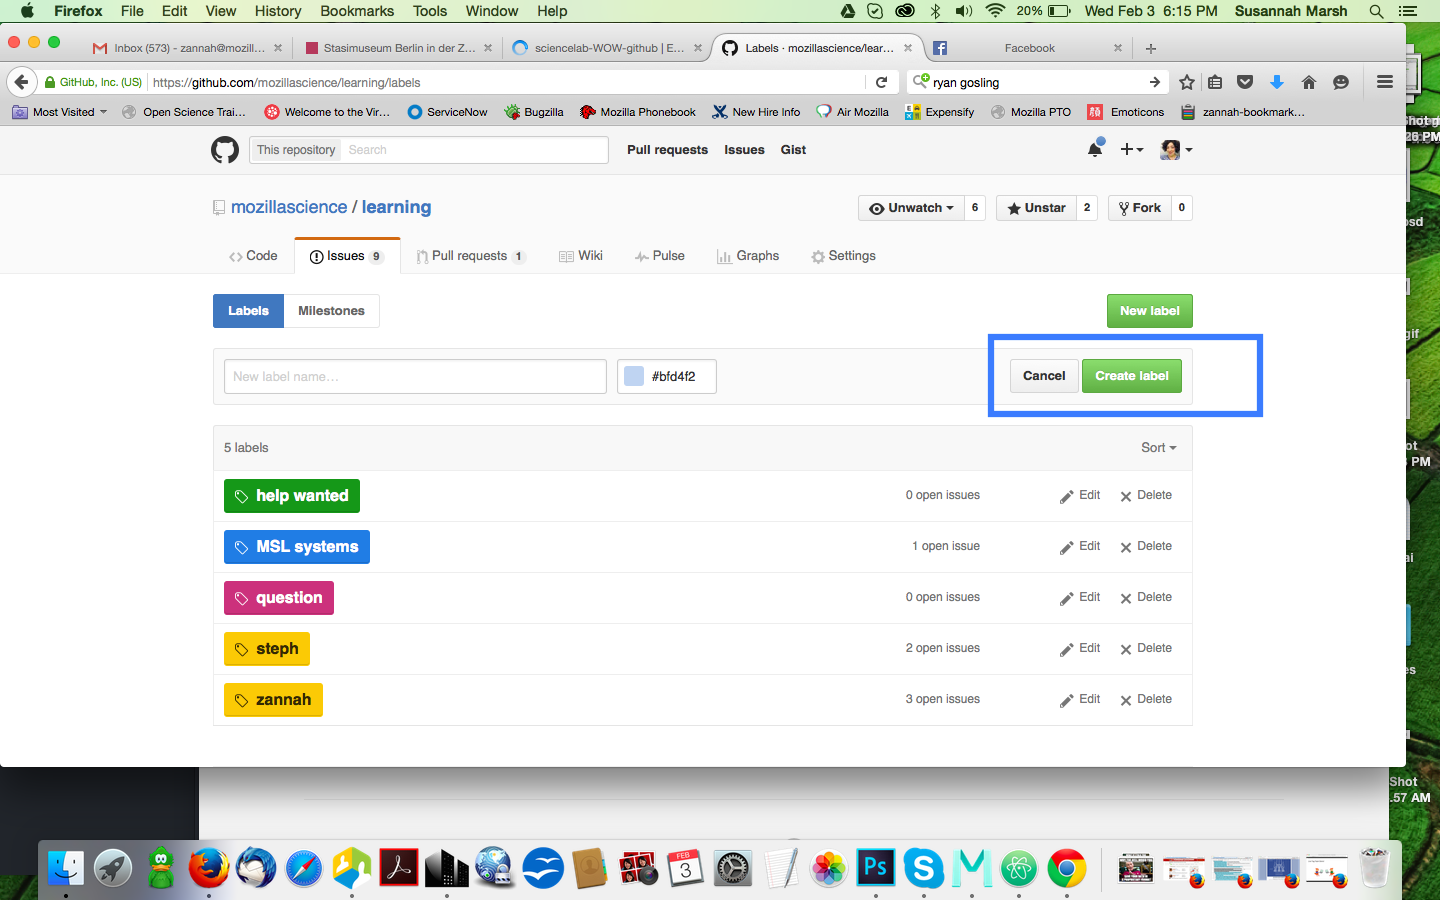 Firefox File Edit View History Bookmarks Tools Window Help 20% Wed Feb 3 6:15 PM Susannah Marsh
Inbox (573) - zannah@mozill... Stasimuseum Berlin in der Z... sciencelab-WOW-github | E... Labels · mozillascience/lear... Facebook
GitHub, Inc. (US) https://github.com/mozillascience/learning/labels ryan gosling
Most Visited Open Science Trai... Welcome to the Vir... ServiceNow Bugzilla Mozilla Phonebook New Hire Info Air Mozilla Expensify Mozilla PTO Emoticons zannah-bookmark...
This repository Search Pull requests Issues Gist
mozillascience / learning Unwatch 6 Unstar 2 Fork 0
Code Issues 9 Pull requests 1 Wiki Pulse Graphs Settings
Labels Milestones New label
New label name... #bfd4f2 Cancel Create label
5 labels Sort
help wanted 0 open issues Edit Delete
MSL systems 1 open issue Edit Delete
question 0 open issues Edit Delete
steph 2 open issues Edit Delete
zannah 3 open issues Edit Delete
Shot
.57 AM
FEB
3
Ps